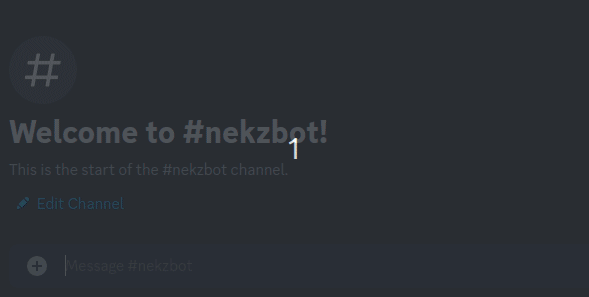 #
Welcome to #nekzbot!
1
This is the start of the #nekzbot channel.
Edit Channel
Message #nekzbot